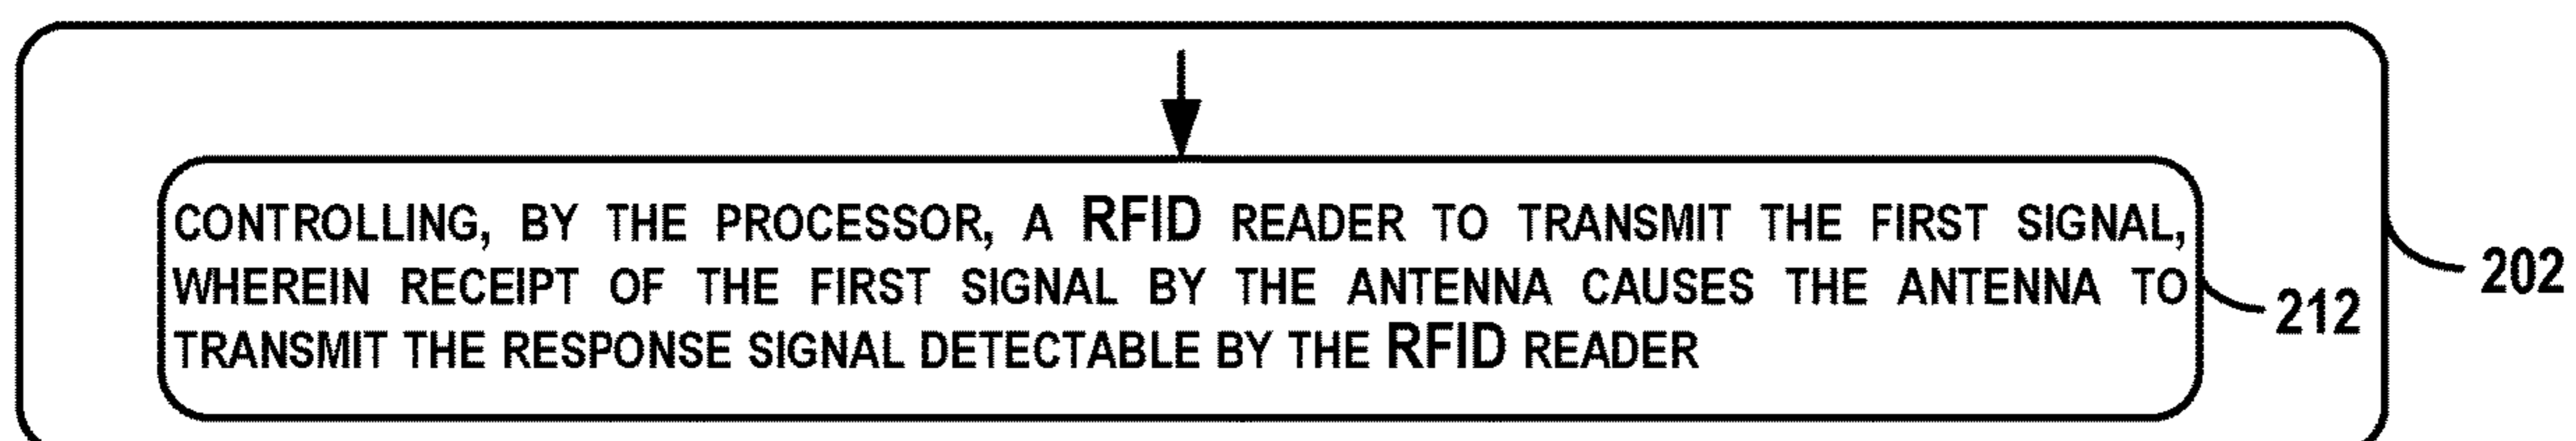 CONTROLLING, BY THE PROCESSOR, A RFID READER TO TRANSMIT THE FIRST SIGNAL,
WHEREIN RECEIPT OF THE FIRST SIGNAL BY THE ANTENNA CAUSES THE ANTENNA TO
TRANSMIT THE RESPONSE SIGNAL DETECTABLE BY THE RFID READER
202
212